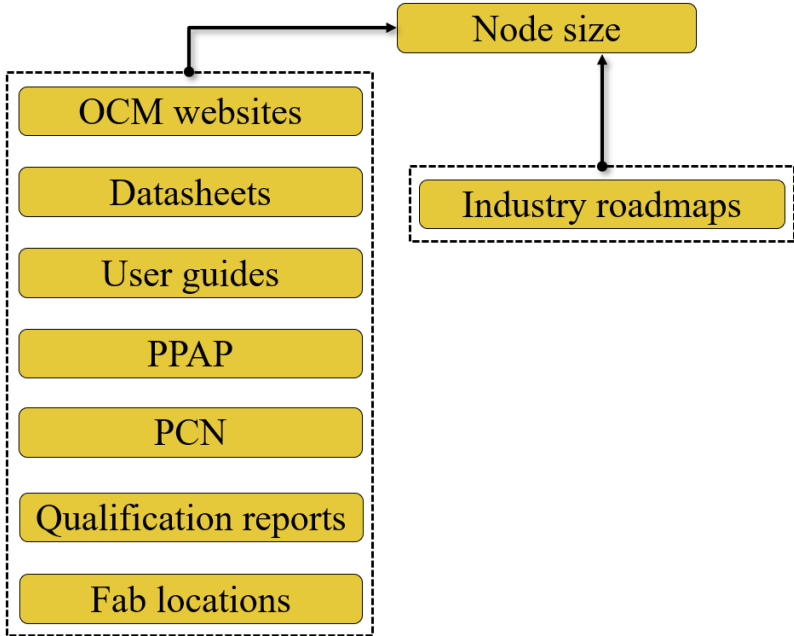 Node size
OCM websites
Datasheets
User guides
PPAP
PCN
Qualification reports
Fab locations
Industry roadmaps